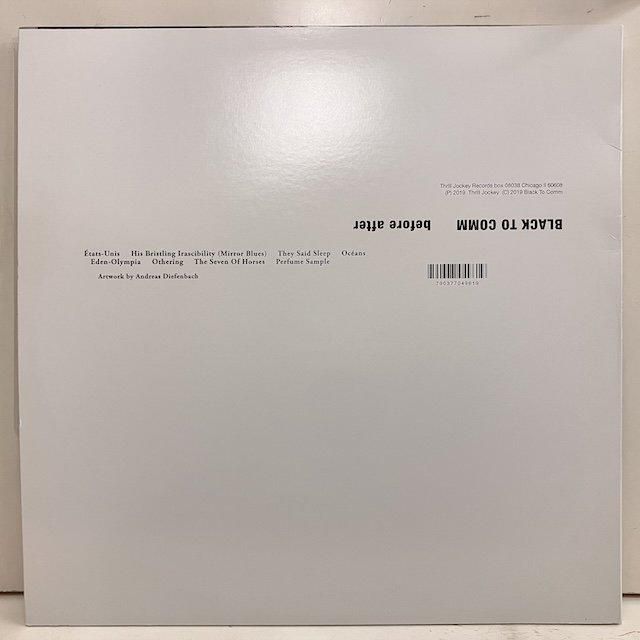 Thrill Jockey Records box 08038 Chicago Il 60608
(P) 2019 Thrill Jockey (C) 2019 Black To Comm
BLACK TO COMM before after
États-Unis His Bristling Irascibility (Mirror Blues) They Said Sleep Océans
Eden-Olympia Othering The Seven Of Horses Perfume Sample
Artwork by Andreas Diefenbach
790377049619